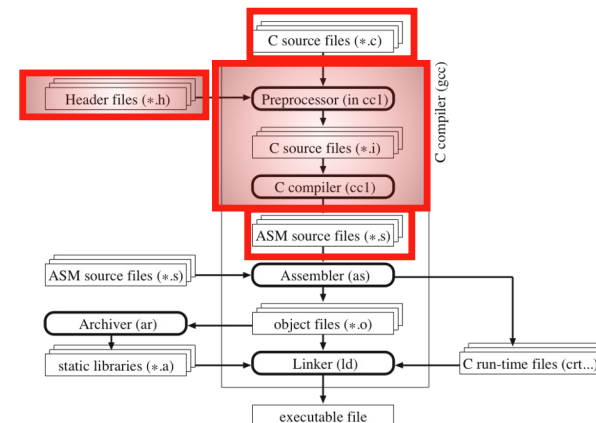 C source files (*.c)
C compiler (gcc)
Header files (*.h)
Preprocessor (in cc1)
C source files (*.i)
C compiler (cc1)
ASM source files (*.s)
ASM source files (*.s)
Assembler (as)
Archiver (ar)
object files (*.o)
static libraries (*.a)
Linker (ld)
C run-time files (crt...)
executable file